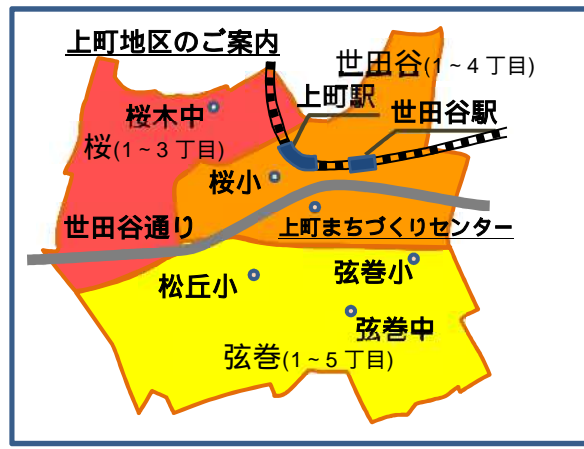 上町地区のご案内
世田谷(1~4丁目)
上町駅
世田谷駅
桜木中
桜(1~3丁目)
桜小
世田谷通り
上町まちづくりセンター
松丘小
弦巻小
弦巻中
弦巻(1~5丁目)